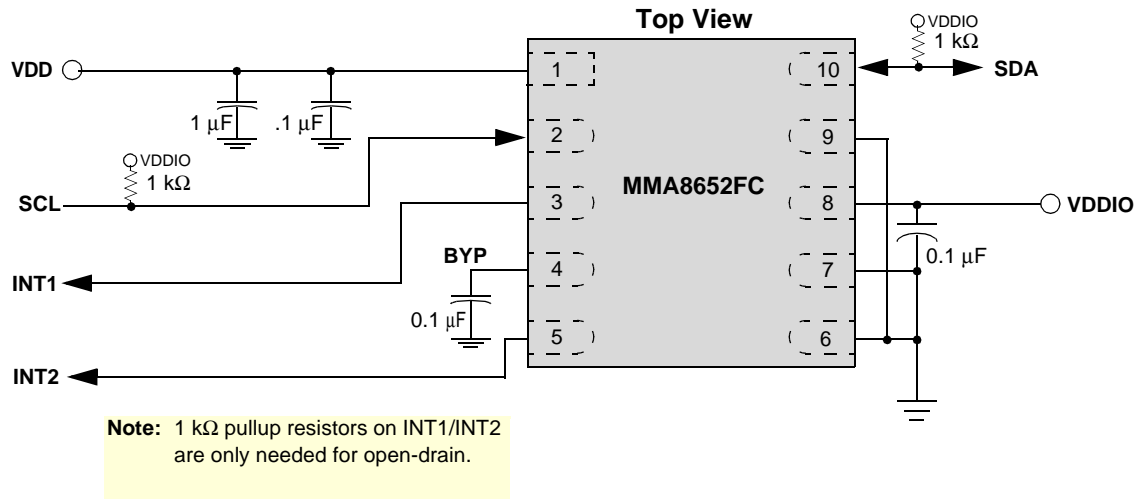 Top View
VDDIO
1 kΩ
VDD
1
10
SDA
1 μF
.1 μF
2
9
VDDIO
1 kΩ
MMA8652FC
SCL
3
8
VDDIO
BYP
0.1 μF
INT1
4
7
0.1 μF
5
6
INT2
Note: 1 kΩ pullup resistors on INT1/INT2
are only needed for open-drain.